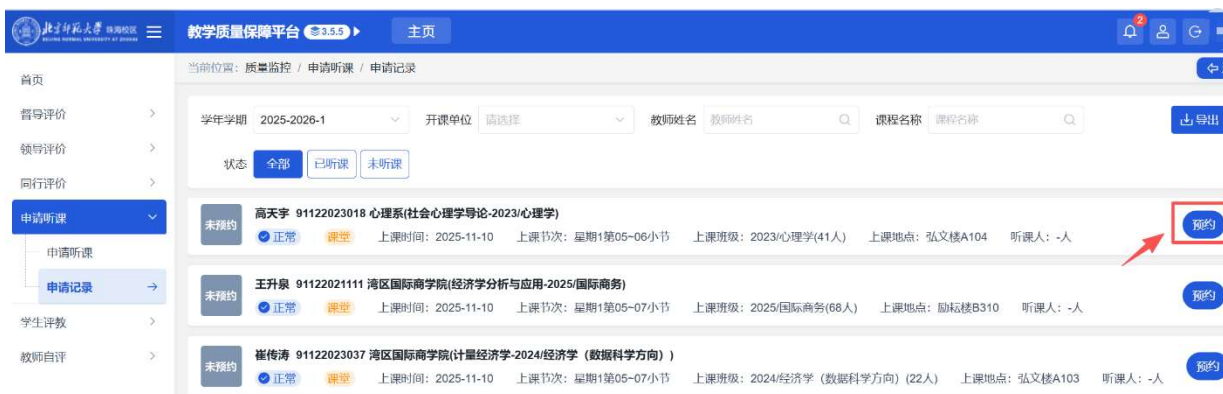 北京师范大学 珠海校区
BEIJING NORMAL UNIVERSITY AT ZHUHAI
教学质量保障平台 3.5.5 主页 2
首页
督导评价
领导评价
同行评价
申请听课
申请听课
申请记录
学生评教
教师自评
当前位置: 质量监控 / 申请听课 / 申请记录
学年学期 2025-2026-1 开课单位 请选择 教师姓名 教师姓名 课程名称 课程名称 导出
状态 全部 已听课 未听课
未预约
高天宇 91122023018 心理系(社会心理学导论-2023/心理学)
正常 课堂 上课时间: 2025-11-10 上课节次: 星期1第05~06小节 上课班级: 2023/心理学(41人) 上课地点: 弘文楼A104 听课人: -人
预约
未预约
王升泉 91122021111 湾区国际商学院(经济学分析与应用-2025/国际商务)
正常 课堂 上课时间: 2025-11-10 上课节次: 星期1第05~07小节 上课班级: 2025/国际商务(68人) 上课地点: 励耘楼B310 听课人: -人
预约
未预约
崔传涛 91122023037 湾区国际商学院(计量经济学-2024/经济学（数据科学方向）)
正常 课堂 上课时间: 2025-11-10 上课节次: 星期1第05~07小节 上课班级: 2024/经济学（数据科学方向）(22人) 上课地点: 弘文楼A103 听课人: -人
预约